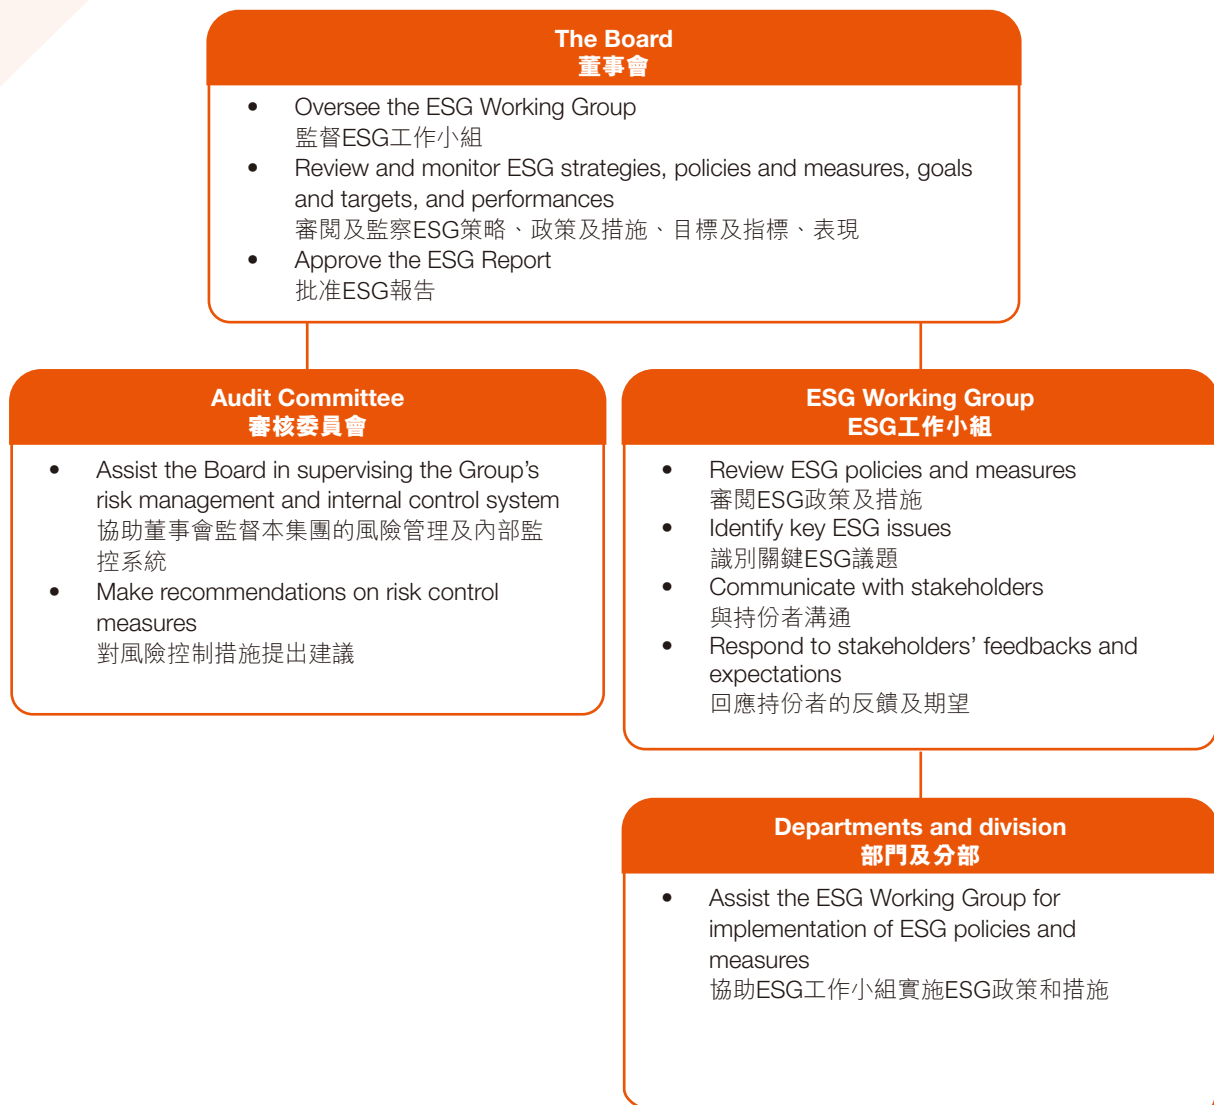 The Board
董事會
• Oversee the ESG Working Group
監督ESG工作小組
• Review and monitor ESG strategies, policies and measures, goals
and targets, and performances
審閱及監察ESG策略、政策及措施、目標及指標、表現
• Approve the ESG Report
批准ESG報告
Audit Committee
審核委員會
• Assist the Board in supervising the Group’s
risk management and internal control system
協助董事會監督本集團的風險管理及內部監
控系統
• Make recommendations on risk control
measures
對風險控制措施提出建議
ESG Working Group
ESG工作小組
• Review ESG policies and measures
審閱ESG政策及措施
• Identify key ESG issues
識別關鍵ESG議題
• Communicate with stakeholders
與持份者溝通
• Respond to stakeholders’ feedbacks and
expectations
回應持份者的反饋及期望
Departments and division
部門及分部
• Assist the ESG Working Group for
implementation of ESG policies and
measures
協助ESG工作小組實施ESG政策和措施